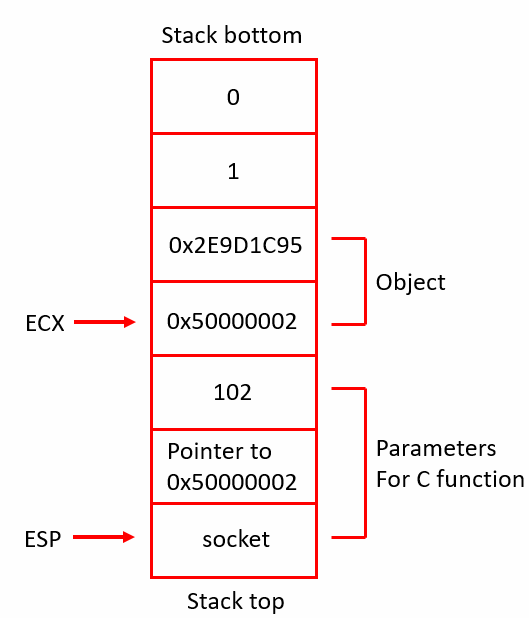 Stack bottom
0
1
0x2E9D1C95
Object
ECX
0x50000002
102
Pointer to
0x50000002
Parameters
For C function
ESP
socket
Stack top